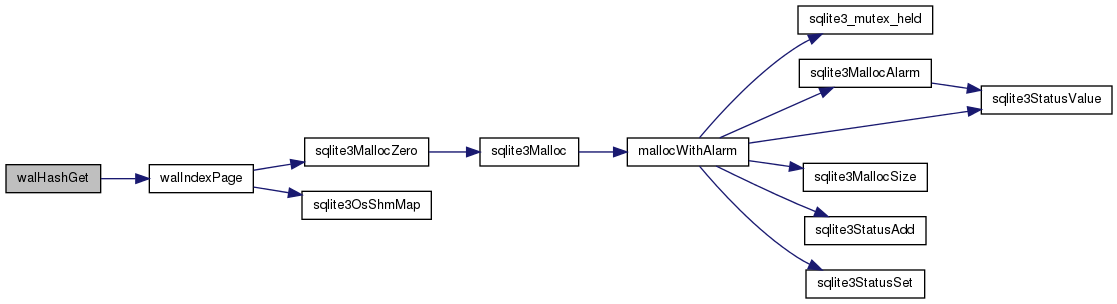 walHashGet
walIndexPage
sqlite3MallocZero
sqlite3OsShmMap
sqlite3Malloc
mallocWithAlarm
sqlite3_mutex_held
sqlite3MallocAlarm
sqlite3StatusValue
sqlite3MallocSize
sqlite3StatusAdd
sqlite3StatusSet